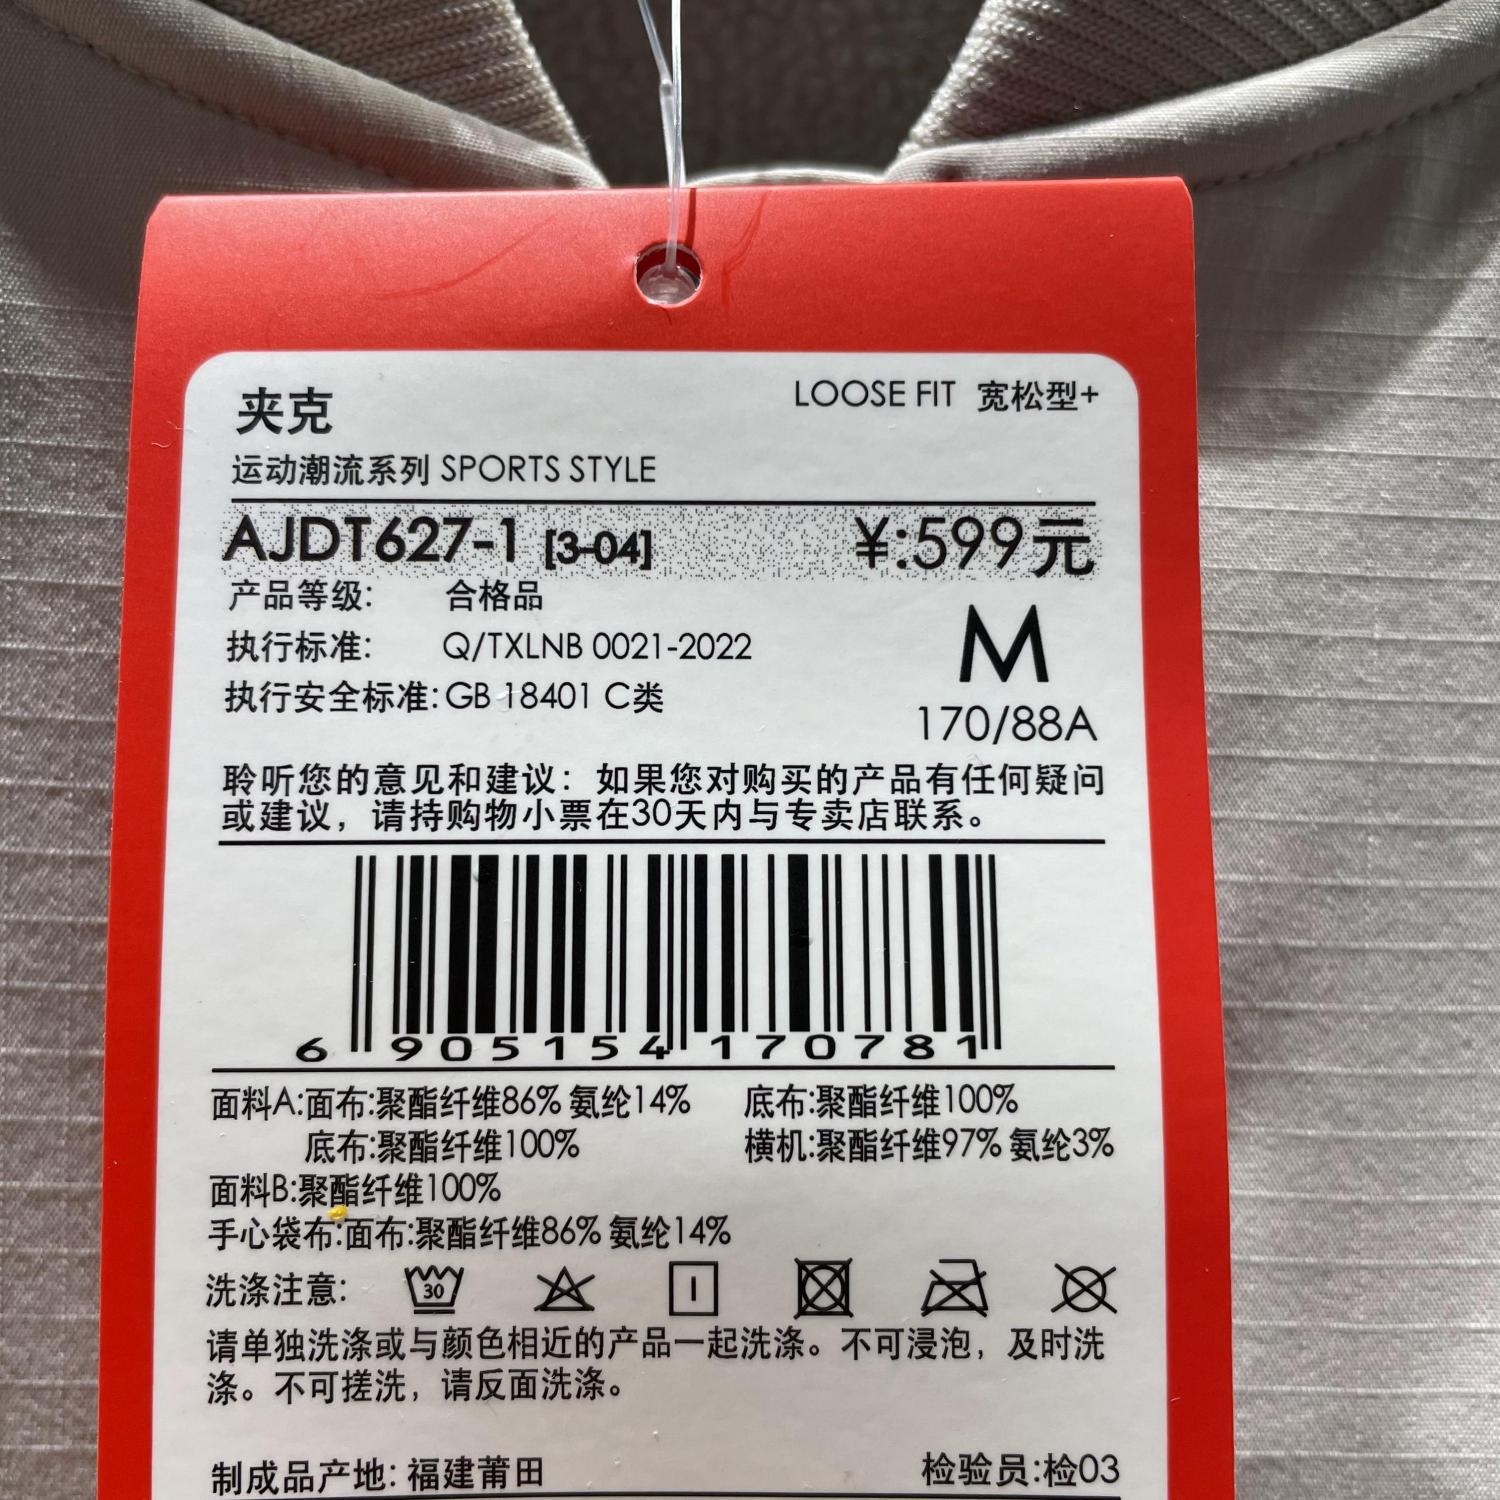 夹克
LOOSE FIT 宽松型+
运动潮流系列 SPORTS STYLE
AJDT627-1 [3-04] ¥:599元
产品等级: 合格品
执行标准: Q/TXLNB 0021-2022
M
执行安全标准: GB 18401 C类
170/88A
聆听您的意见和建议：如果您对购买的产品有任何疑问
或建议，请持购物小票在30天内与专卖店联系。
6 905154 170781
面料A:面布:聚酯纤维86% 氨纶14% 底布:聚酯纤维100%
底布:聚酯纤维100% 横机:聚酯纤维97% 氨纶3%
面料B:聚酯纤维100%
手心袋布:面布:聚酯纤维86% 氨纶14%
洗涤注意: 30
请单独洗涤或与颜色相近的产品一起洗涤。不可浸泡，及时洗
涤。不可搓洗，请反面洗涤。
制成品产地: 福建莆田 检验员:检03